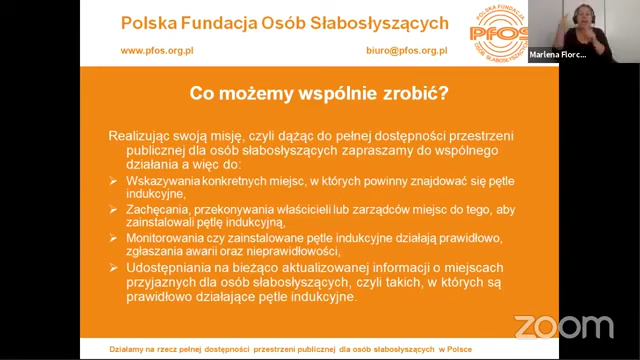 Polska Fundacja Osób Słabosłyszących
www.pfos.org.pl
biuro@pfos.org.pl
POLSKA FUNDACJA
PFOS
OSÓB SŁABOSŁYSZĄCYCH
Marlena Florc...
Co możemy wspólnie zrobić?
Realizując swoją misję, czyli dążąc do pełnej dostępności przestrzeni
publicznej dla osób słabosłyszących zapraszamy do wspólnego
działania a więc do:
Wskazywania konkretnych miejsc, w których powinny znajdować się pętle
indukcyjne,
Zachęcania, przekonywania właścicieli lub zarządców miejsc do tego, aby
zainstalowali pętlę indukcyjną,
Monitorowania czy zainstalowane pętle indukcyjne działają prawidłowo,
zgłaszania awarii oraz nieprawidłowości,
Udostępniania na bieżąco aktualizowanej informacji o miejscach
przyjaznych dla osób słabosłyszących, czyli takich, w których są
prawidłowo działające pętle indukcyjne.
Działamy na rzecz pełnej dostępności przestrzeni publicznej dla osób słabosłyszących w Polsce
zoom